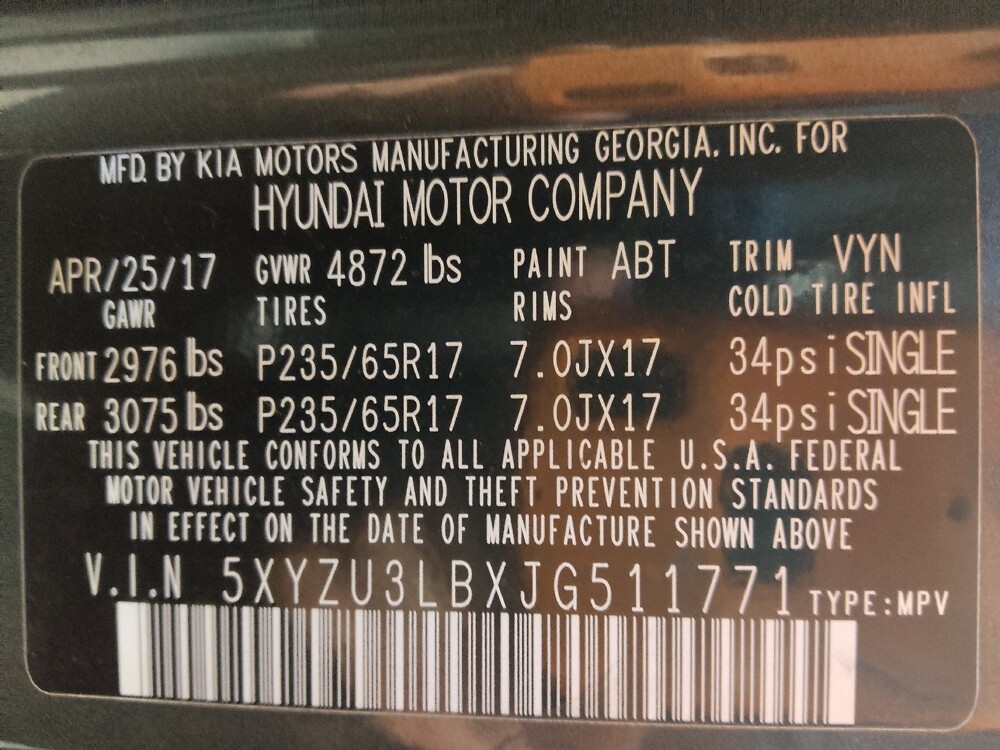 MFD. BY KIA MOTORS MANUFACTURING GEORGIA. INC. FOR
HYUNDAI MOTOR COMPANY
APR/25/17 GVWR 4872 lbs PAINT ABT TRIM VYN
GAWR TIRES RIMS COLD TIRE INFL
FRONT 2976 lbs P235/65R17 7.0JX17 34psi SINGLE
REAR 3075 lbs P235/65R17 7.0JX17 34psi SINGLE
THIS VEHICLE CONFORMS TO ALL APPLICABLE U.S.A. FEDERAL
MOTOR VEHICLE SAFETY AND THEFT PREVENTION STANDARDS
IN EFFECT ON THE DATE OF MANUFACTURE SHOWN ABOVE
V.I.N 5XYZU3LBXJG511771 TYPE:MPV